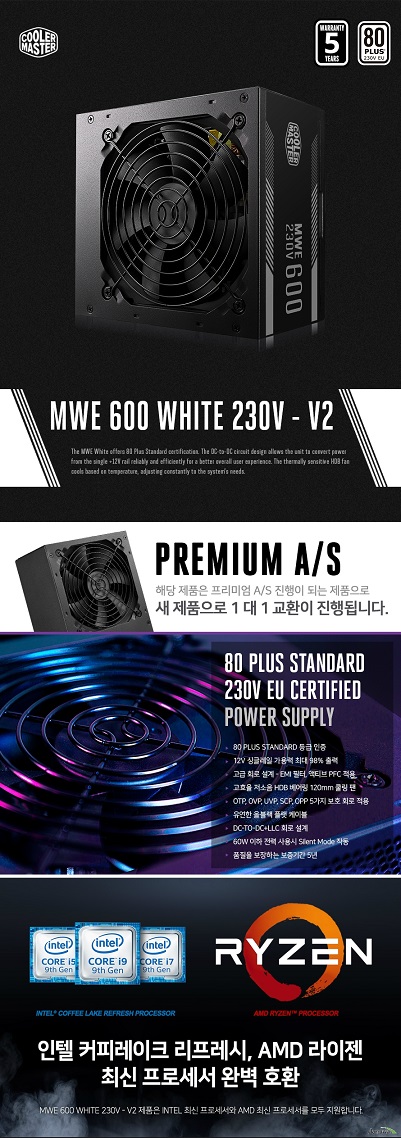 COOLER
MASTER
WARRANTY
5
YEARS
80
PLUS
230V EU
COOLER
MASTER
MWE 600
230V
MWE 600 WHITE 230V - V2
The MWE White offers 80 Plus Standard certification. The DC-to-DC circuit design allows the unit to convert power
from the single +12V rail reliably and efficiently for a better overall user experience. The thermally sensitive HDB fan
cools based on temperature, adjusting constantly to the system's needs.
PREMIUM A/S
해당 제품은 프리미엄 A/S 진행이 되는 제품으로
새 제품으로 1 대 1 교환이 진행됩니다.
80 PLUS STANDARD
230V EU CERTIFIED
POWER SUPPLY
80 PLUS STANDARD 등급 인증
12V 싱글레일 가용력 최대 98% 출력
고급 회로 설계 - EMI 필터, 액티브 PFC 적용
고효율 저소음 HDB 베어링 120mm 쿨링 팬
OTP, OVP, UVP, SCP, OPP 5가지 보호 회로 적용
유연한 올블랙 플랫 케이블
DC-TO-DC+LLC 회로 설계
60W 이하 전력 사용시 Silent Mode 작동
품질을 보장하는 보증기간 5년
intel
CORE i5
9th Gen
intel
CORE i9
9th Gen
intel
CORE i7
9th Gen
RYZEN
INTEL® COFFEE LAKE REFRESH PROCESSOR
AMD RYZEN™ PROCESSOR
인텔 커피레이크 리프레시, AMD 라이젠
최신 프로세서 완벽 호환
MWE 600 WHITE 230V - V2 제품은 INTEL 최신 프로세서와 AMD 최신 프로세서를 모두 지원합니다.